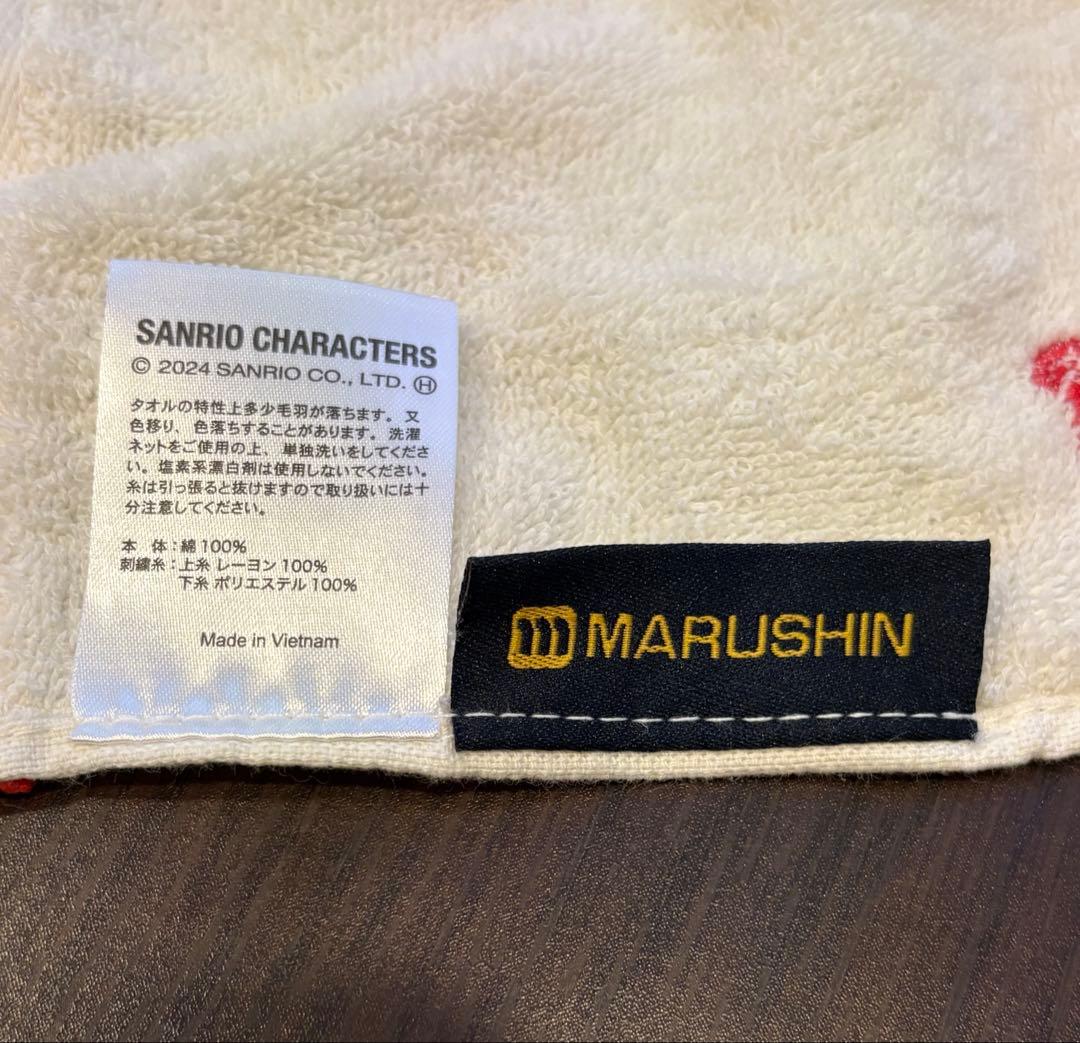 SANRIO CHARACTERS
© 2024 SANRIO CO., LTD. Ⓗ
タオルの特性上多少毛羽が落ちます。又
色移り、色落ちすることがあります。洗濯
ネットをご使用の上、単独洗いをしてくださ
い。塩素系漂白剤は使用しないでください。
糸は引っ張ると抜けますので取り扱いには十
分注意してください。
本　体：綿 100%
刺繍糸：上糸 レーヨン 100%
下糸 ポリエステル 100%
Made in Vietnam
MARUSHIN